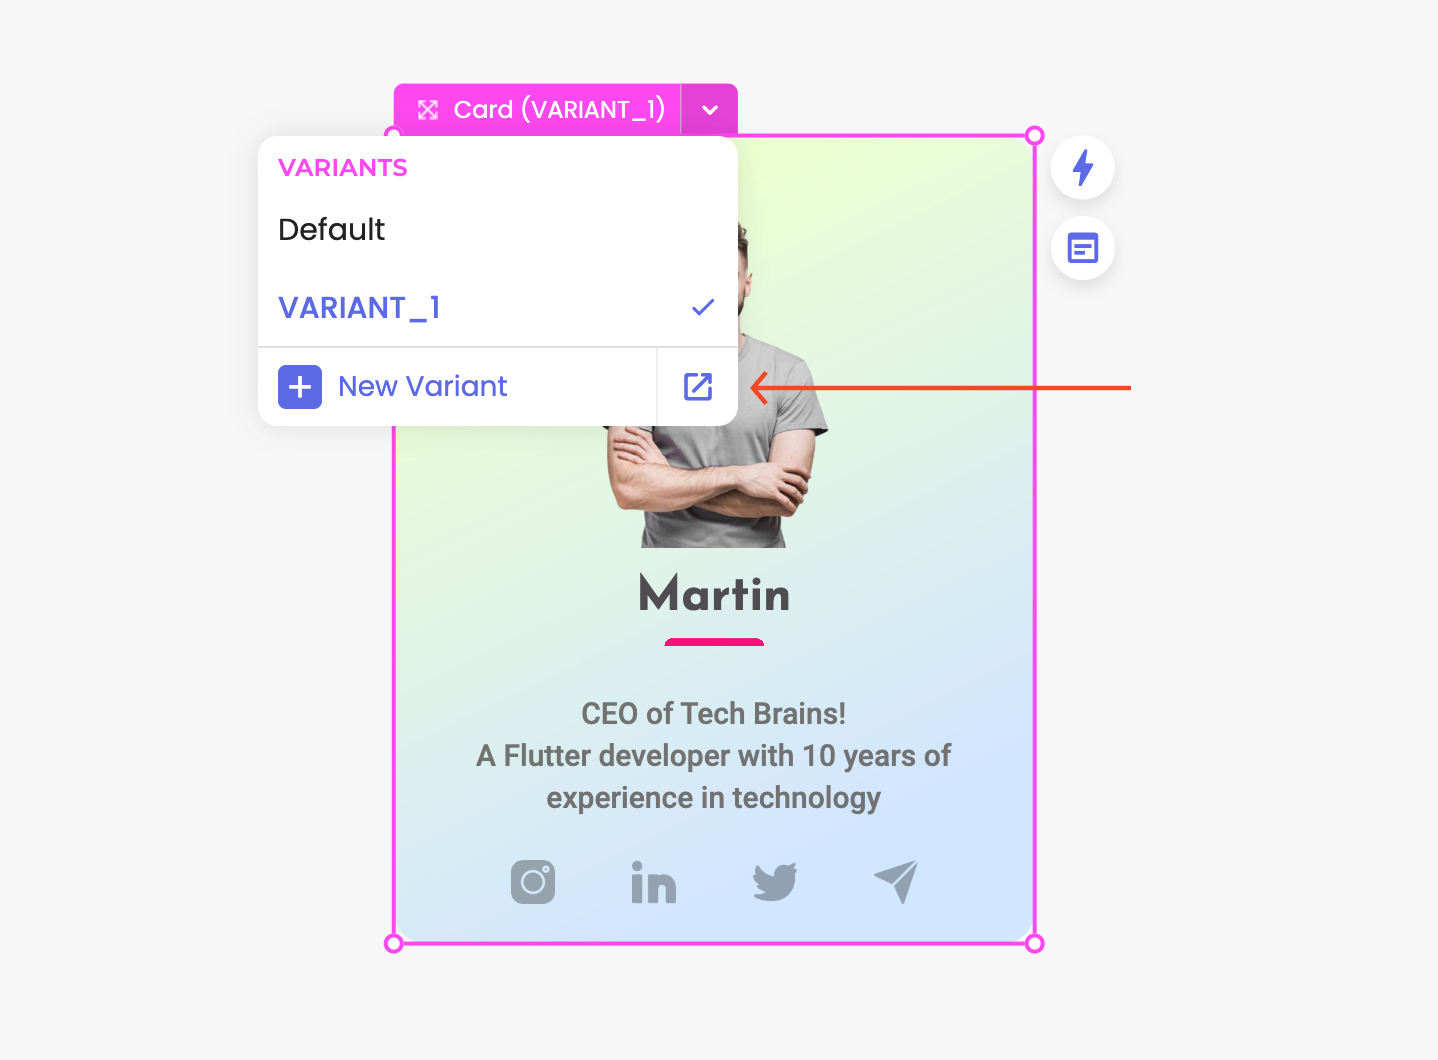 Card (VARIANT_1)
VARIANTS
Default
VARIANT_1
New Variant
Martin
CEO of Tech Brains!
A Flutter developer with 10 years of
experience in technology